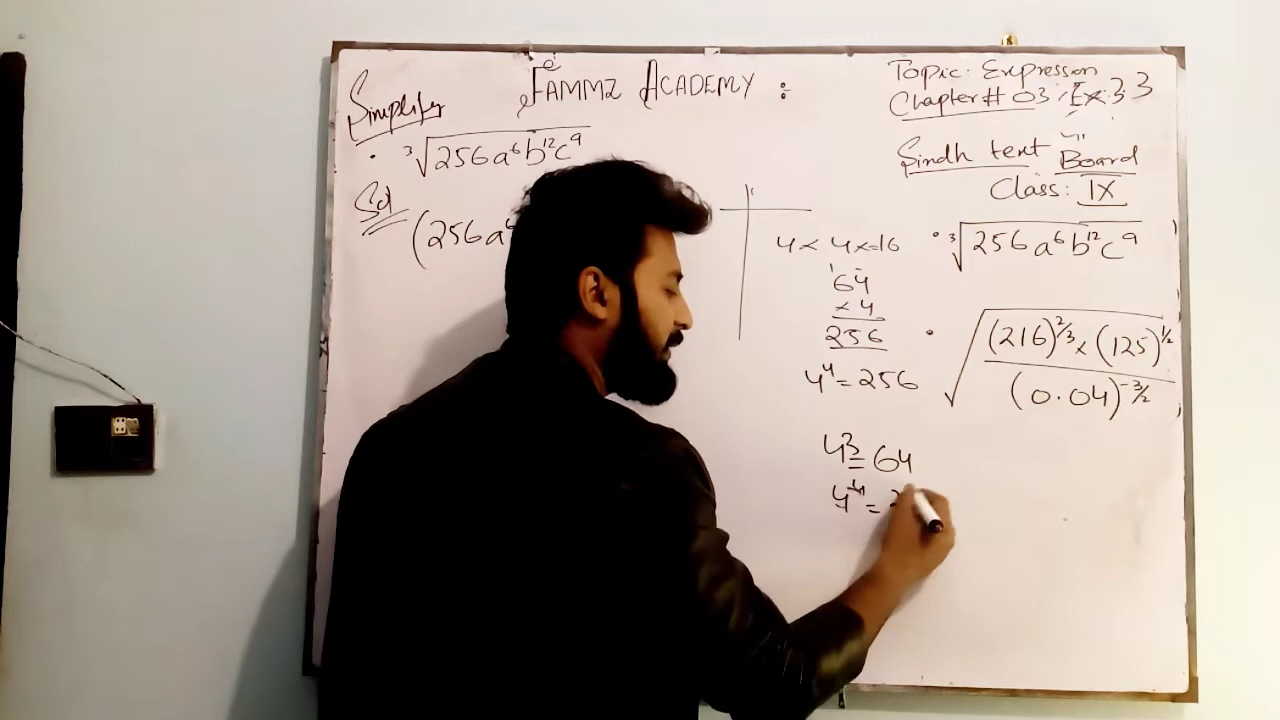 FAMMZ ACADEMY :
Topic: Expression
Chapter# 03, Ex: 3.3
Sindh text Board
Class: IX
Simplify
• ³√256a⁶b¹²c⁹
Sol
(256a⁶
4 × 4 × =16
64
× 4
256
4⁴ = 256
4³ = 64
4⁴ = 2
• ³√256a⁶b¹²c⁹
• √(216)^2/3 × (125)^1/2
(0.04)^-3/2